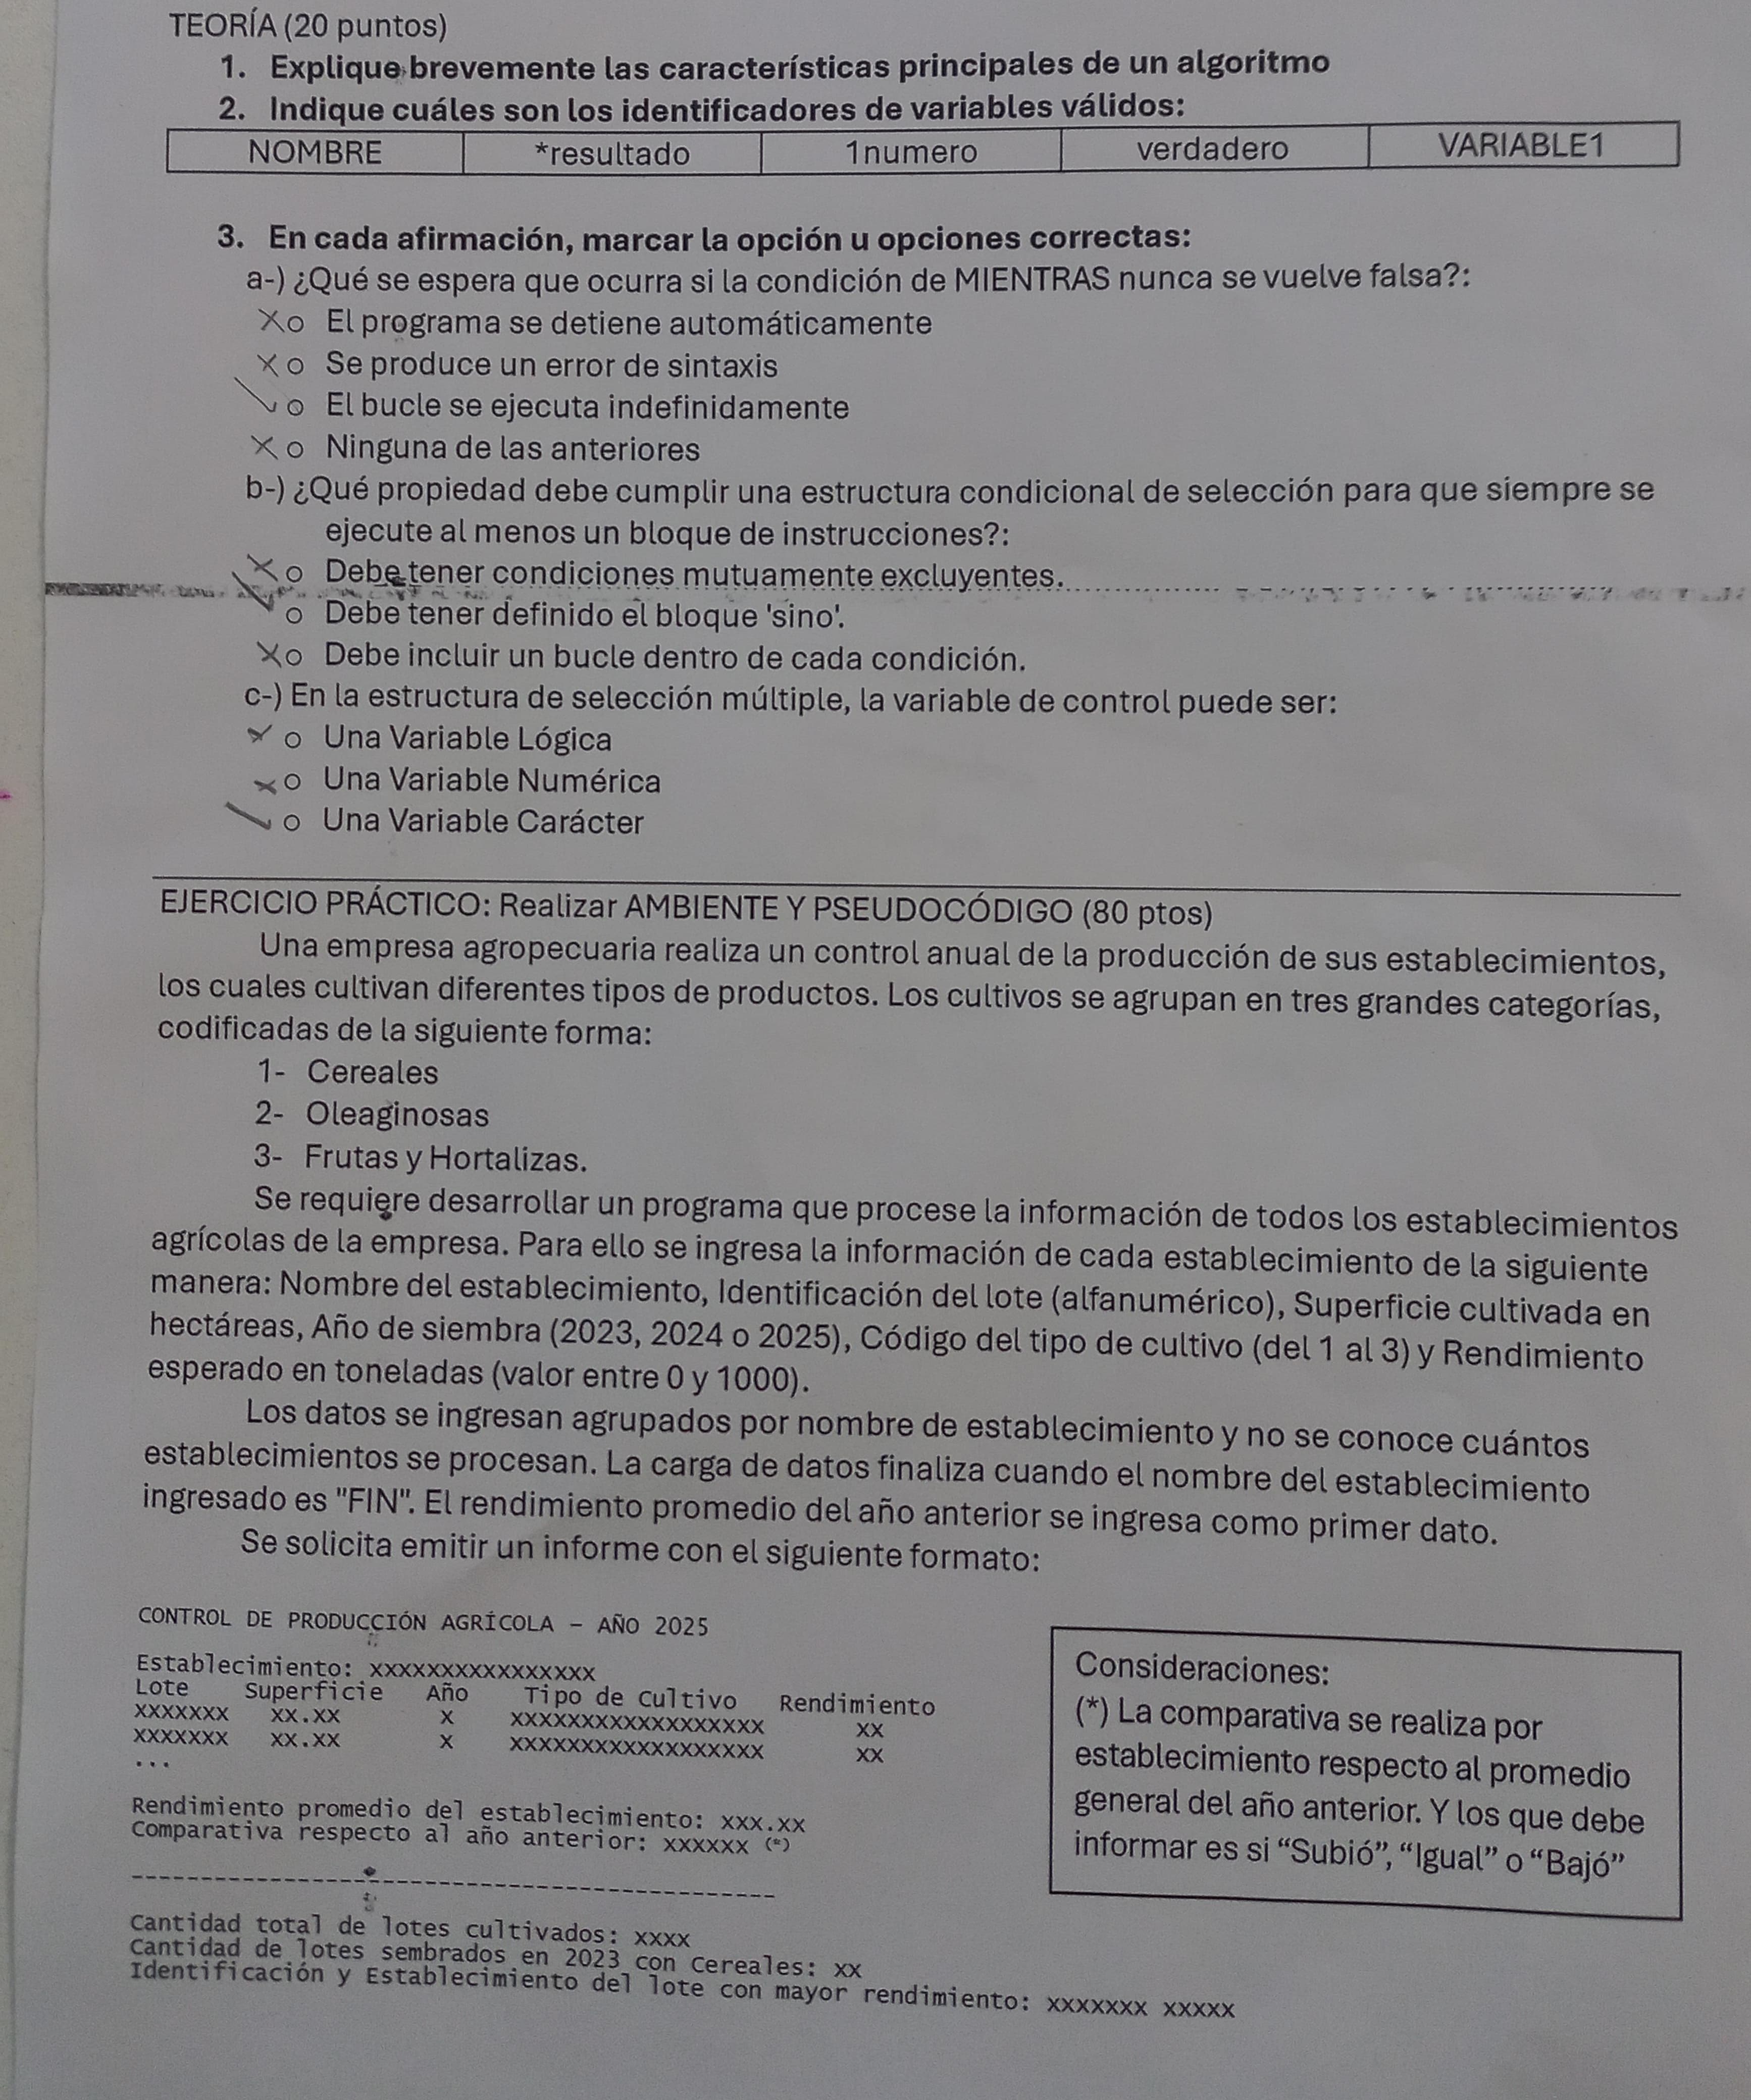 TEORÍA (20 puntos)
1. Explique brevemente las características principales de un algoritmo
2. Indique cuáles son los identificadores de variables válidos:
NOMBRE *resultado 1numero verdadero VARIABLE1
3. En cada afirmación, marcar la opción u opciones correctas:
a-) ¿Qué se espera que ocurra si la condición de MIENTRAS nunca se vuelve falsa?:
o El programa se detiene automáticamente
o Se produce un error de sintaxis
o El bucle se ejecuta indefinidamente
o Ninguna de las anteriores
b-) ¿Qué propiedad debe cumplir una estructura condicional de selección para que siempre se
ejecute al menos un bloque de instrucciones?:
o Debe tener condiciones mutuamente excluyentes.
o Debe tener definido el bloque 'sino'.
o Debe incluir un bucle dentro de cada condición.
c-) En la estructura de selección múltiple, la variable de control puede ser:
o Una Variable Lógica
o Una Variable Numérica
o Una Variable Carácter
EJERCICIO PRÁCTICO: Realizar AMBIENTE Y PSEUDOCÓDIGO (80 ptos)
Una empresa agropecuaria realiza un control anual de la producción de sus establecimientos,
los cuales cultivan diferentes tipos de productos. Los cultivos se agrupan en tres grandes categorías,
codificadas de la siguiente forma:
1- Cereales
2- Oleaginosas
3- Frutas y Hortalizas.
Se requiere desarrollar un programa que procese la información de todos los establecimientos
agrícolas de la empresa. Para ello se ingresa la información de cada establecimiento de la siguiente
manera: Nombre del establecimiento, Identificación del lote (alfanumérico), Superficie cultivada en
hectáreas, Año de siembra (2023, 2024 o 2025), Código del tipo de cultivo (del 1 al 3) y Rendimiento
esperado en toneladas (valor entre 0 y 1000).
Los datos se ingresan agrupados por nombre de establecimiento y no se conoce cuántos
establecimientos se procesan. La carga de datos finaliza cuando el nombre del establecimiento
ingresado es "FIN". El rendimiento promedio del año anterior se ingresa como primer dato.
Se solicita emitir un informe con el siguiente formato:
CONTROL DE PRODUCCIÓN AGRÍCOLA – AÑO 2025
Establecimiento: xxxxxxxxxxxxxxxx
Lote Superficie Año Tipo de Cultivo Rendimiento
xxxxxxx xx.xx x xxxxxxxxxxxxxxxxxx xx
xxxxxxx xx.xx x xxxxxxxxxxxxxxxxxx xx
...
Rendimiento promedio del establecimiento: xxx.xx
Comparativa respecto al año anterior: xxxxxx (*)
-----------------------------------------------
Cantidad total de lotes cultivados: xxxx
Cantidad de lotes sembrados en 2023 con Cereales: xx
Identificación y Establecimiento del lote con mayor rendimiento: xxxxxxx xxxxx
Consideraciones:
(*) La comparativa se realiza por
establecimiento respecto al promedio
general del año anterior. Y los que debe
informar es si “Subió”, “Igual” o “Bajó”